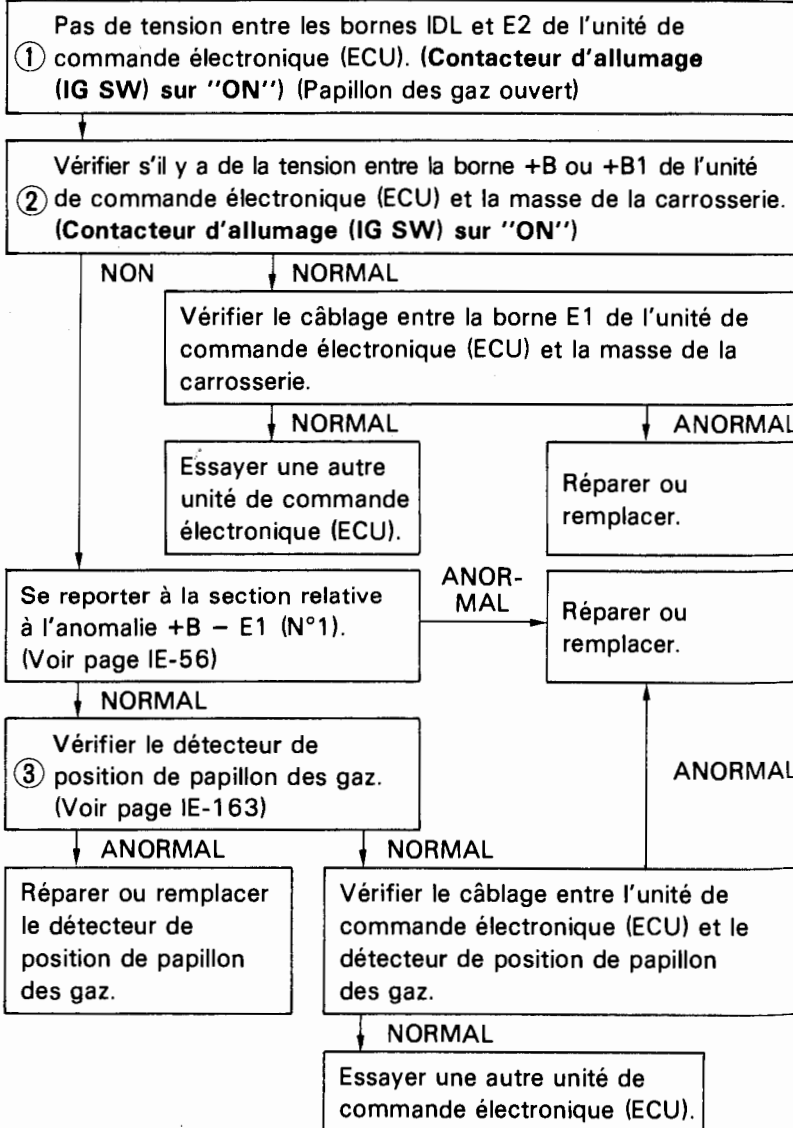 Pas de tension entre les bornes IDL et E2 de l'unité de
① commande électronique (ECU). (Contacteur d'allumage
(IG SW) sur "ON") (Papillon des gaz ouvert)
Vérifier s'il y a de la tension entre la borne +B ou +B1 de l'unité
② de commande électronique (ECU) et la masse de la carrosserie.
(Contacteur d'allumage (IG SW) sur "ON")
NON
NORMAL
Vérifier le câblage entre la borne E1 de l'unité de
commande électronique (ECU) et la masse de la
carrosserie.
NORMAL
ANORMAL
Essayer une autre
unité de commande
électronique (ECU).
Réparer ou
remplacer.
Se reporter à la section relative
à l'anomalie +B – E1 (N°1).
(Voir page IE-56)
ANOR-
MAL
Réparer ou
remplacer.
NORMAL
Vérifier le détecteur de
③ position de papillon des gaz.
(Voir page IE-163)
ANORMAL
ANORMAL
NORMAL
Réparer ou remplacer
le détecteur de
position de papillon
des gaz.
Vérifier le câblage entre l'unité de
commande électronique (ECU) et le
détecteur de position de papillon
des gaz.
NORMAL
Essayer une autre unité de
commande électronique (ECU).